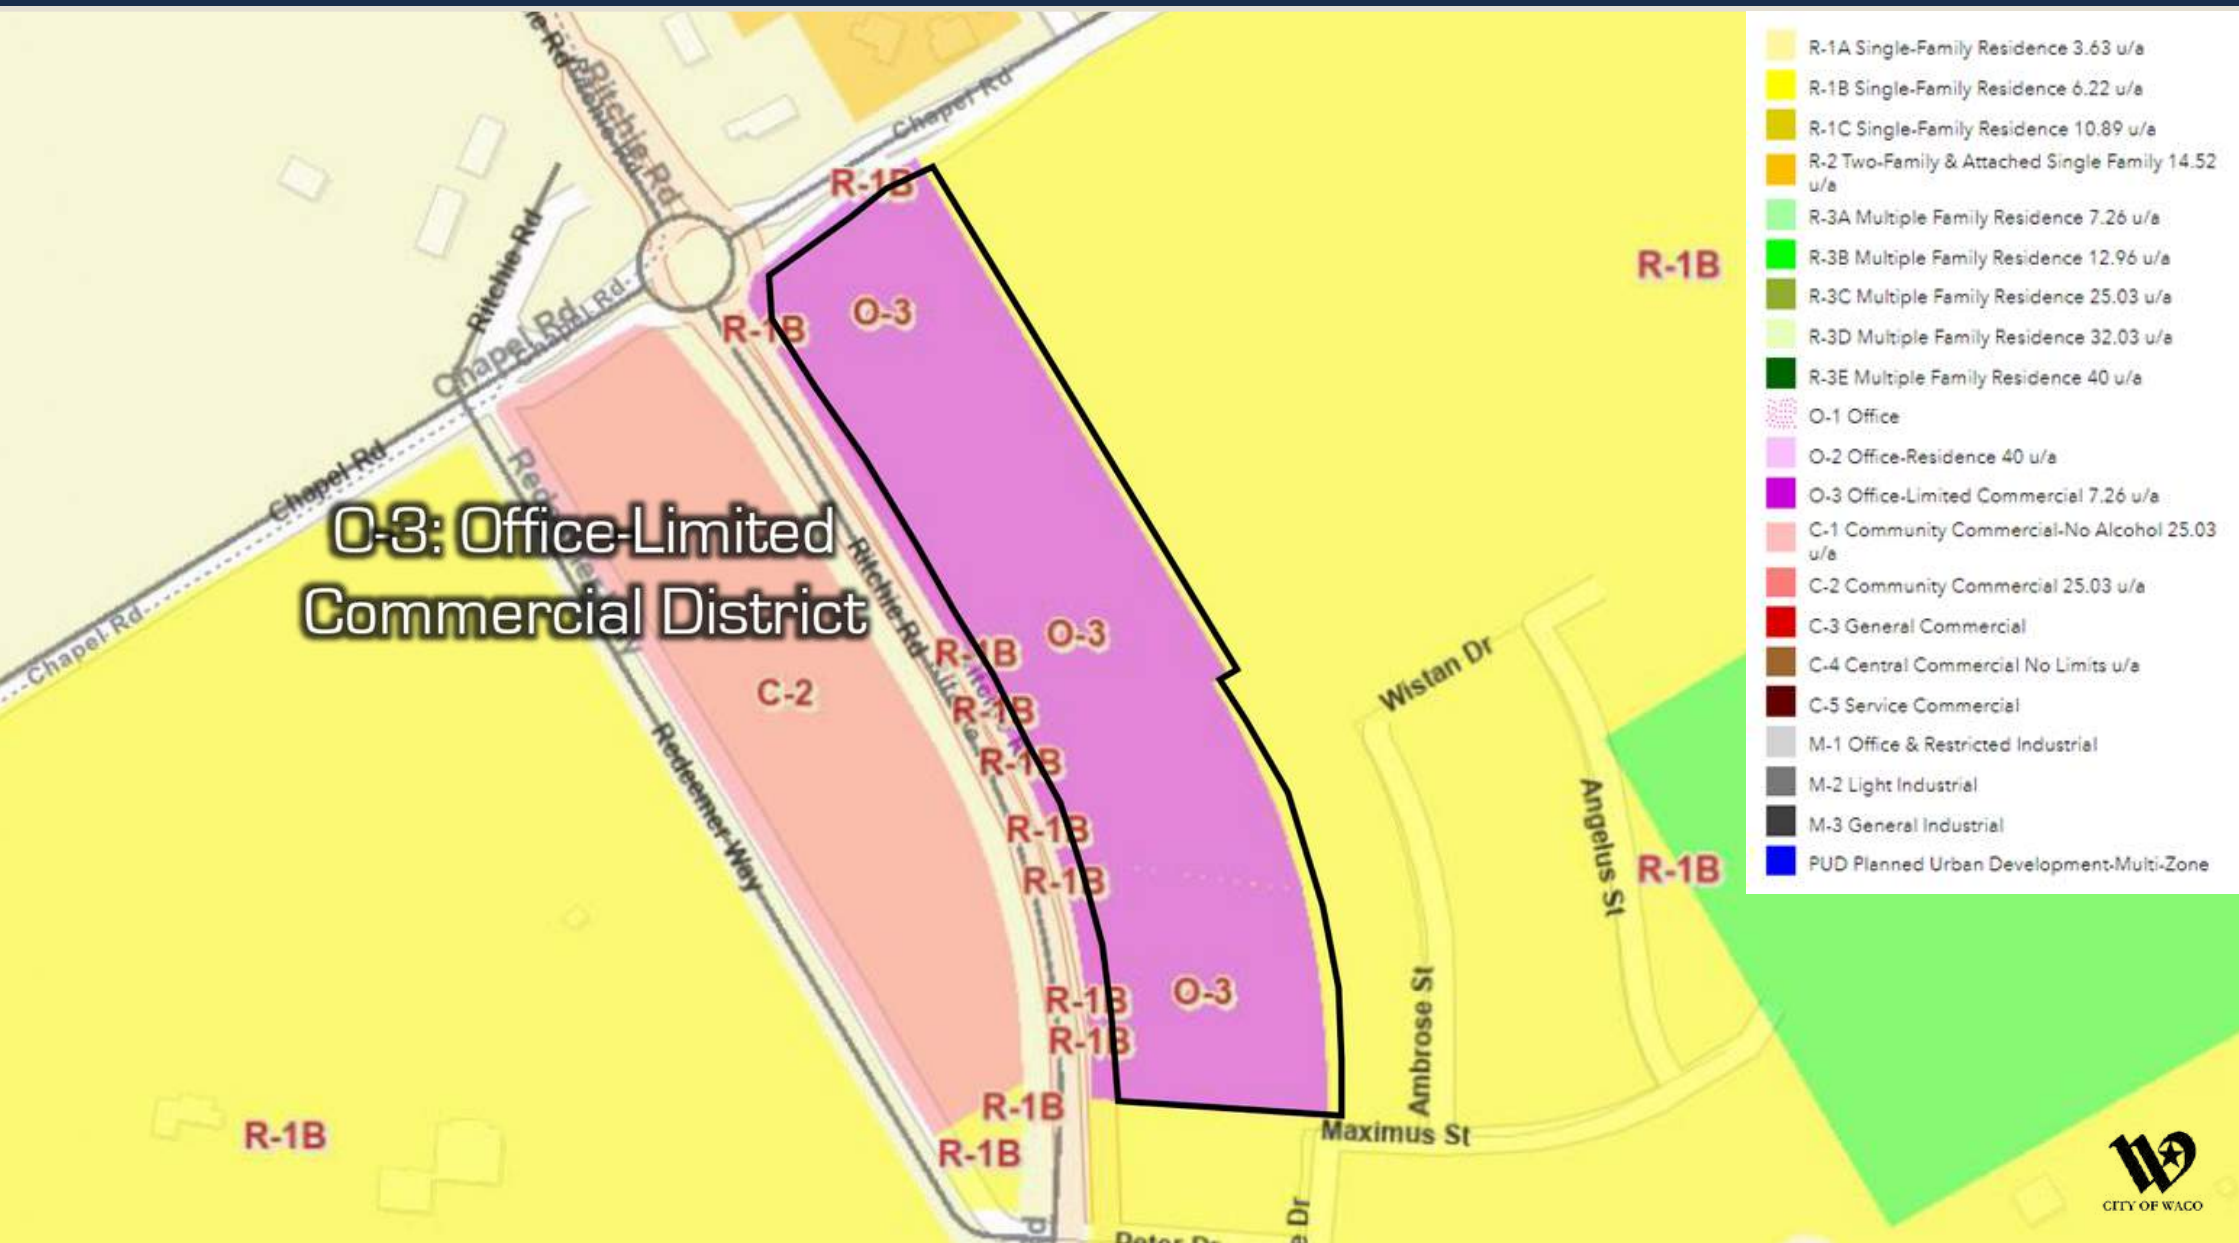 Ritchie Rd
Chapel Rd
R-1B
Ritchie Rd
R-1B
O-3
Chapel Rd
Chapel Rd
R-1B
Chapel Rd
O-3: Office-Limited
Commercial District
Ritchie Rd
R-1B
O-3
C-2
R-1B
R-1B
Wistan Dr
Chapel Rd
Redeemer Way
R-1B
R-1B
Angelus St
R-1B
R-1B
O-3
R-1B
Ambrose St
R-1B
R-1B
R-1B
Maximus St
CITY OF WACO
R-1A Single-Family Residence 3.63 u/a
R-1B Single-Family Residence 6.22 u/a
R-1C Single-Family Residence 10.89 u/a
R-2 Two-Family & Attached Single Family 14.52
u/a
R-3A Multiple Family Residence 7.26 u/a
R-3B Multiple Family Residence 12.96 u/a
R-3C Multiple Family Residence 25.03 u/a
R-3D Multiple Family Residence 32.03 u/a
R-3E Multiple Family Residence 40 u/a
O-1 Office
O-2 Office-Residence 40 u/a
O-3 Office-Limited Commercial 7.26 u/a
C-1 Community Commercial-No Alcohol 25.03
u/a
C-2 Community Commercial 25.03 u/a
C-3 General Commercial
C-4 Central Commercial No Limits u/a
C-5 Service Commercial
M-1 Office & Restricted Industrial
M-2 Light Industrial
M-3 General Industrial
PUD Planned Urban Development-Multi-Zone